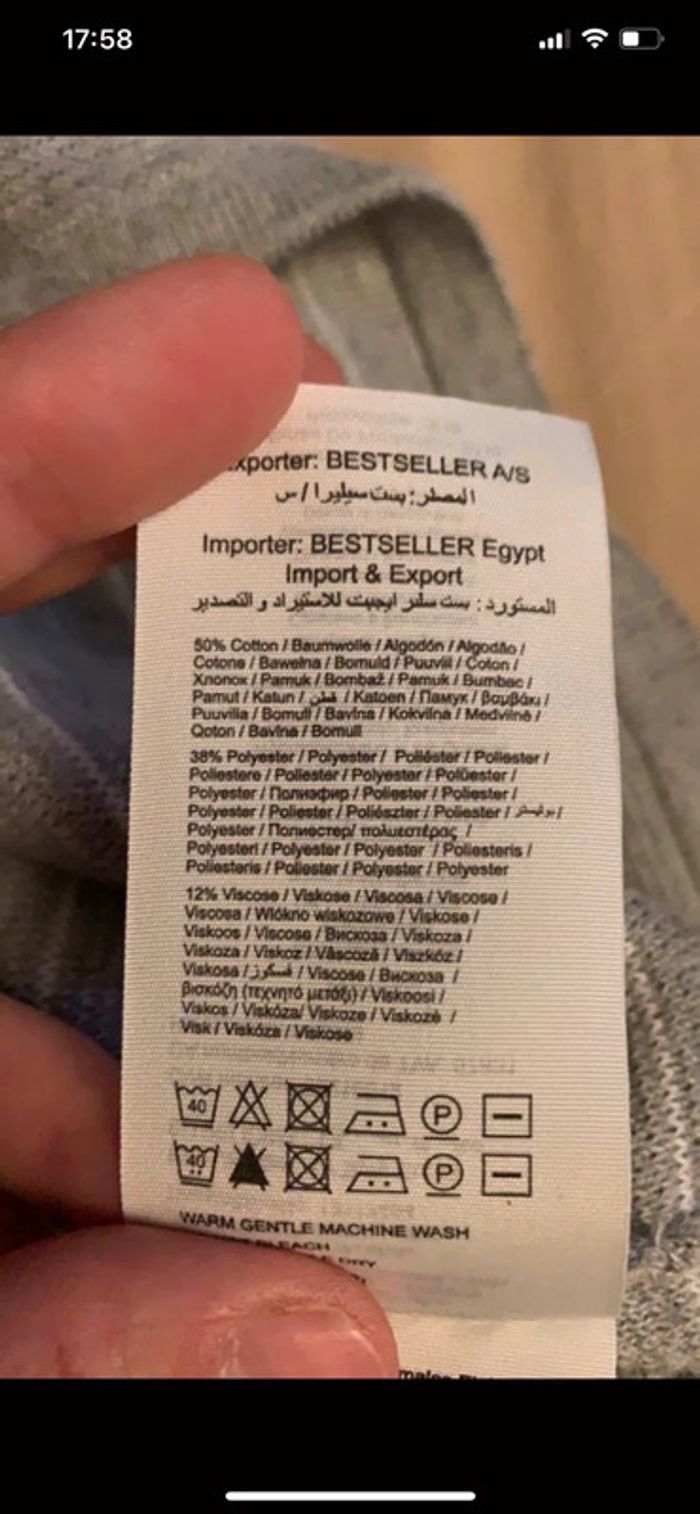 17:58
xporter: BESTSELLER A/S
المصدر: بست سيليرا/س
Importer: BESTSELLER Egypt
Import & Export
المستورد: بست سلر ايجيبت للاستيراد و التصدير
50% Cotton / Baumwolle / Algodón / Algodão /
Cotone / Bawełna / Bomuld / Puuvill / Coton /
Хлопок / Pamuk / Bombaž / Pamuk / Bumbac /
Pamut / Katun / قطن / Katoen / Памук / βαμβάκι /
Puuvilla / Bomull / Bavlna / Kokvilna / Medvilnė /
Qoton / Bavlna / Bomull
38% Polyester / Polyester / Poliéster / Poliester /
Poliestere / Poliester / Polyester / Polüester /
Polyester / Полиэфир / Poliester / Poliester /
Polyester / Poliester / Poliészter / Poliester / بوليستر /
Polyester / Полиестер/ πολυεστέρας /
Polyesteri / Polyester / Polyester / Poliesteris /
Poliesteris / Poliester / Polyester / Polyester
12% Viscose / Viskose / Viscosa / Viscose /
Viscosa / Włókno wiskozowe / Viskose /
Viskoos / Viscose / Вискоза / Viskoza /
Viskoza / Viskoz / Vâscoză / Viszkóz /
Viskosa / فسكوز / Viscose / Вискоза /
βισκόζη (τεχνητό μετάξι) / Viskoosi /
Viskos / Viskóza/ Viskoze / Viskozė /
Visk / Viskóza / Viskose
40 P
40 P
WARM GENTLE MACHINE WASH
BLEACH
DRY